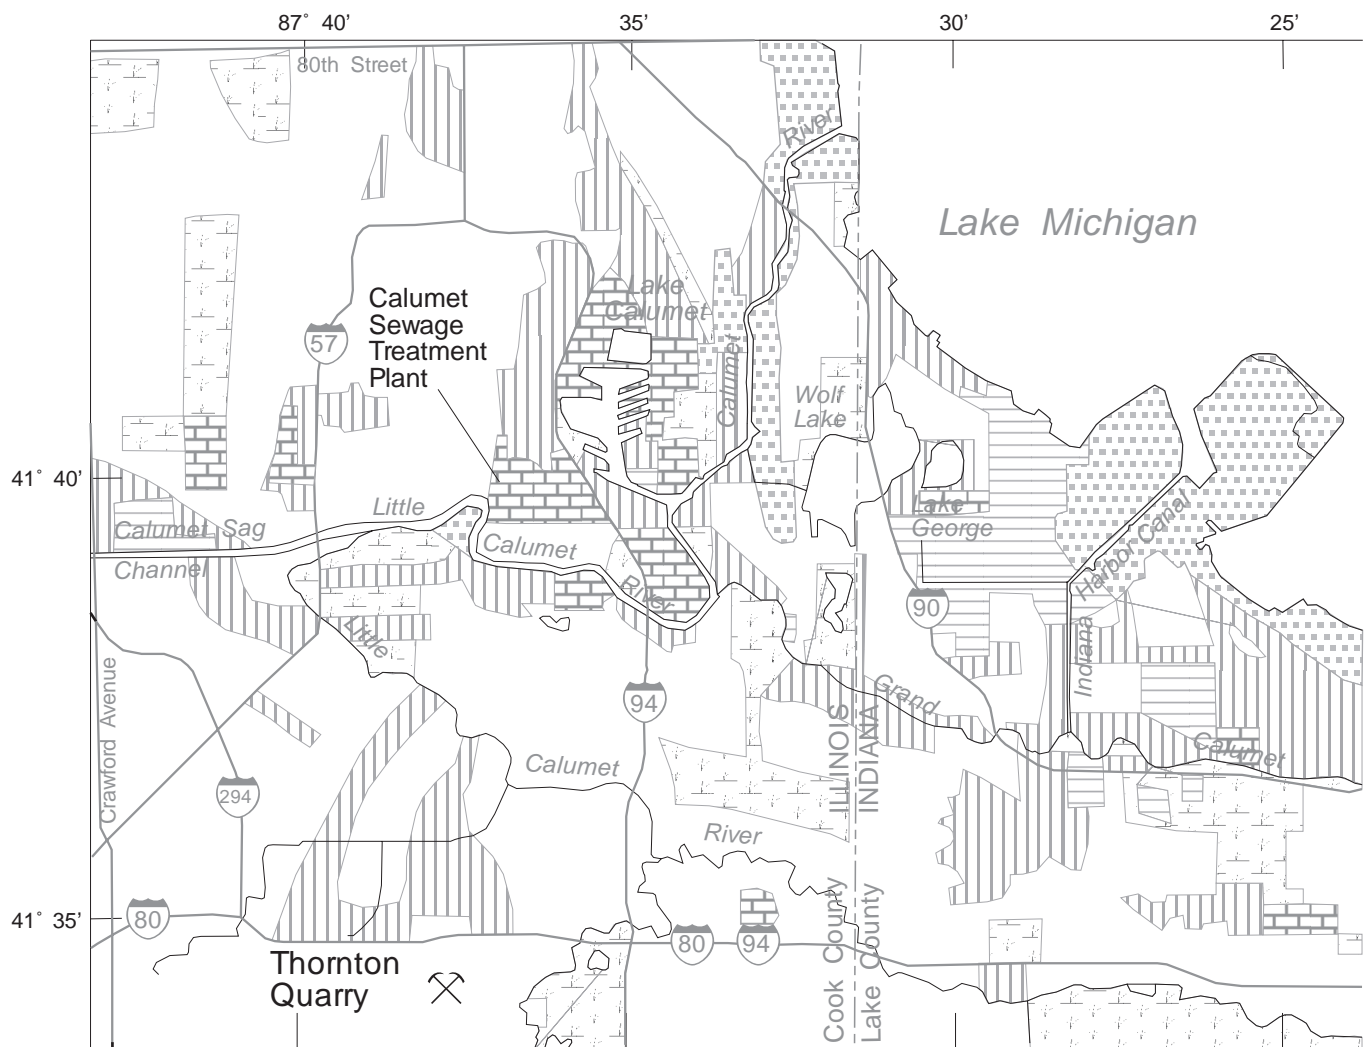 87° 40’
35’
30’
25’
80th Street
River
Lake Michigan
Lake
Calumet
Calumet
Sewage
Treatment
Plant
57
Calumet
Wolf
Lake
41° 40’
Little
Lake
George
Calumet Sag
Channel
Calumet
River
Harbor Canal
90
Little
Indiana
Crawford Avenue
94
Grand
ILLINOIS
INDIANA
Calumet
Calumet
294
River
41° 35’
80
80
94
Cook County
Lake County
Thornton
Quarry